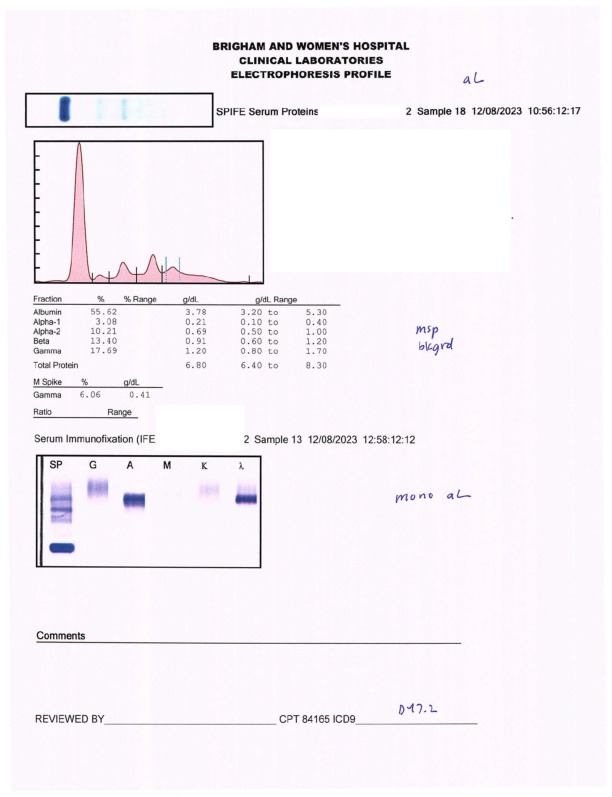 BRIGHAM AND WOMEN'S HOSPITAL
CLINICAL LABORATORIES
ELECTROPHORESIS PROFILE
aL
SPIFE Serum Proteins 2 Sample 18 12/08/2023 10:56:12:17
Fraction % % Range g/dL g/dL Range
Albumin 55.62 3.78 3.20 to 5.30
Alpha-1 3.08 0.21 0.10 to 0.40
Alpha-2 10.21 0.69 0.50 to 1.00
Beta 13.40 0.91 0.60 to 1.20
Gamma 17.69 1.20 0.80 to 1.70
Total Protein 6.80 6.40 to 8.30
msp
bkgrd
M Spike % g/dL
Gamma 6.06 0.41
Ratio Range
Serum Immunofixation (IFE 2 Sample 13 12/08/2023 12:58:12:12
SP G A M K λ
mono aL
Comments
REVIEWED BY CPT 84165 ICD9 D47.2